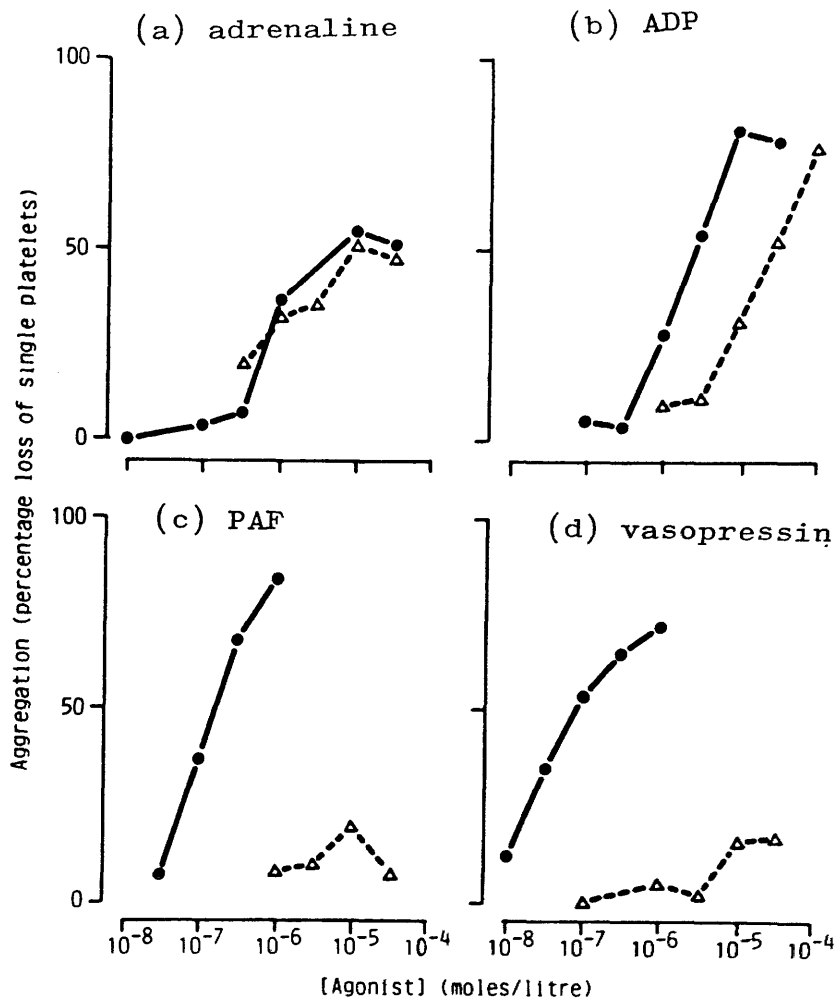 (a) adrenaline
(b) ADP
100
50
0
(c) PAF
(d) vasopressin
100
50
0
10⁻⁸ 10⁻⁷ 10⁻⁶ 10⁻⁵ 10⁻⁴
10⁻⁸ 10⁻⁷ 10⁻⁶ 10⁻⁵ 10⁻⁴
[Agonist] (moles/litre)
Aggregation (percentage loss of single platelets)